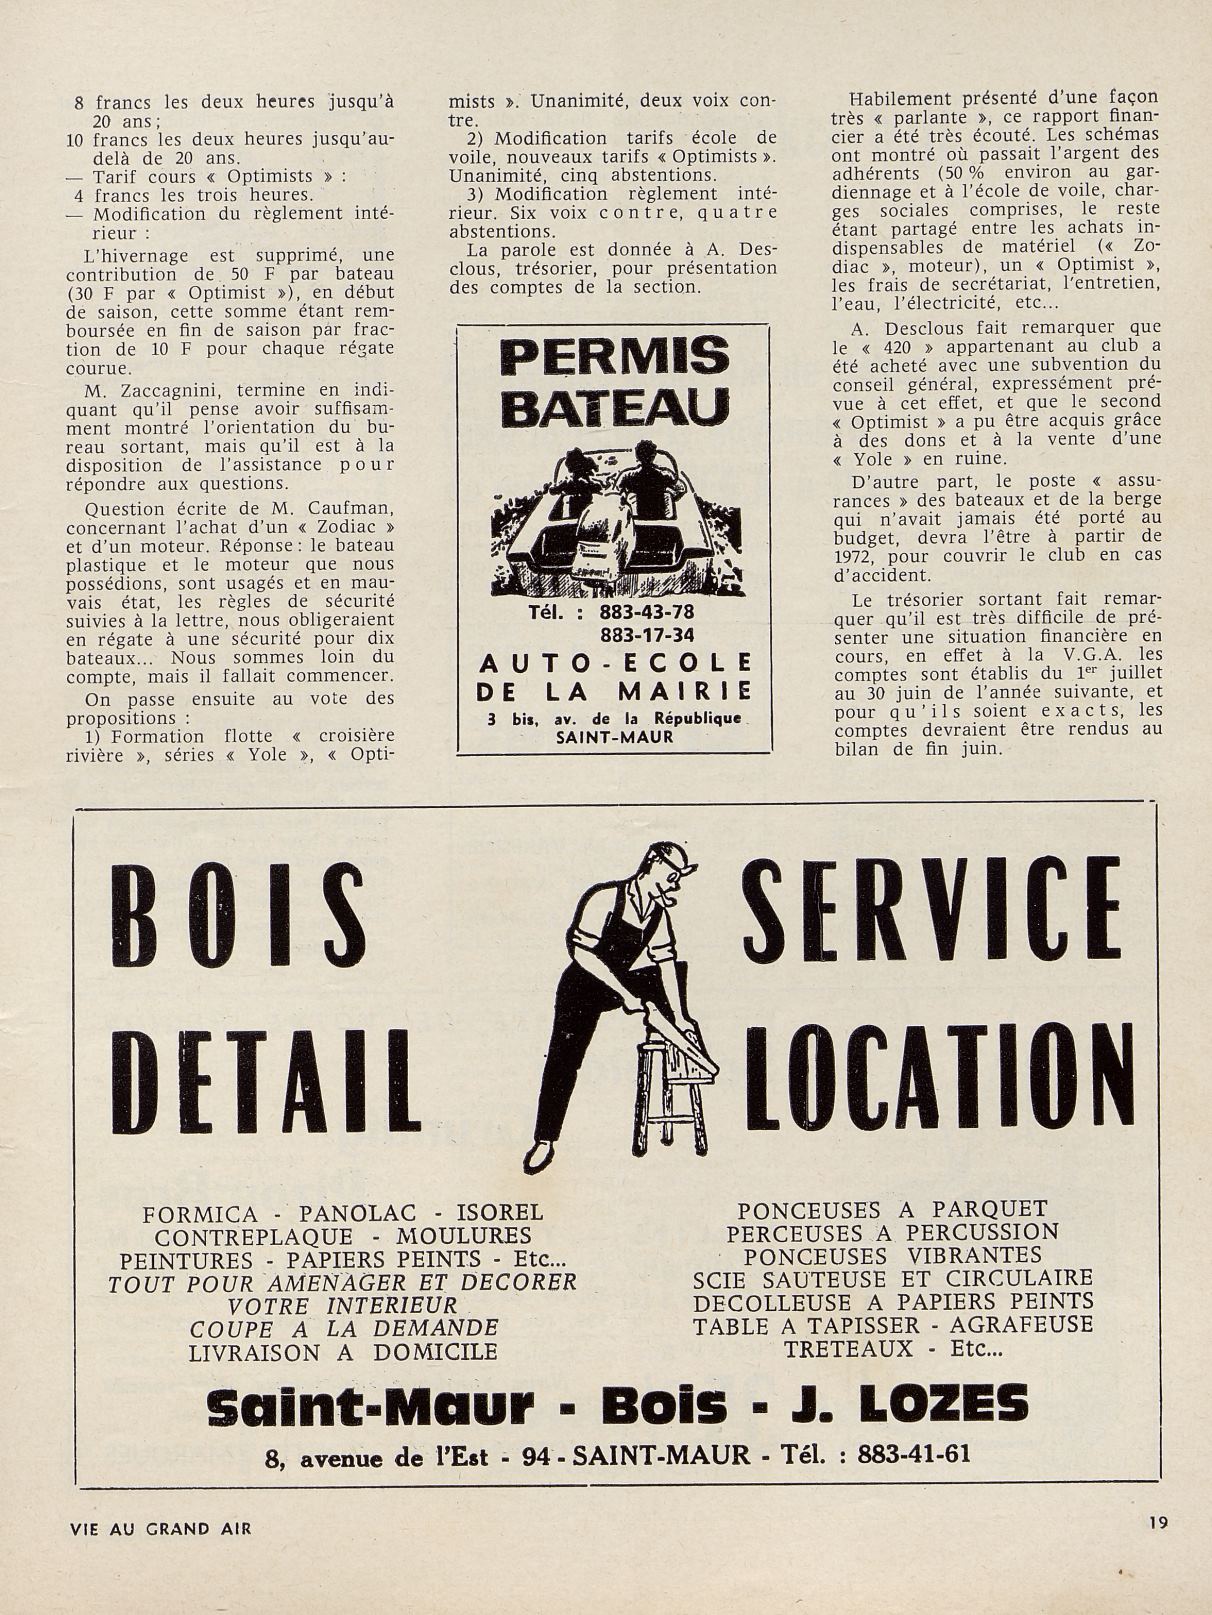 8 francs les deux heures jusqu'à
20 ans ;
10 francs les deux heures jusqu'au-
delà de 20 ans.
— Tarif cours « Optimists » :
4 francs les trois heures.
— Modification du règlement inté-
rieur :
L'hivernage est supprimé, une
contribution de 50 F par bateau
(30 F par « Optimist »), en début
de saison, cette somme étant rem-
boursée en fin de saison par frac-
tion de 10 F pour chaque régate
courue.
M. Zaccagnini, termine en indi-
quant qu'il pense avoir suffisam-
ment montré l'orientation du bu-
reau sortant, mais qu'il est à la
disposition de l'assistance pour
répondre aux questions.
Question écrite de M. Caufman,
concernant l'achat d'un « Zodiac »
et d'un moteur. Réponse : le bateau
plastique et le moteur que nous
possédions, sont usagés et en mau-
vais état, les règles de sécurité
suivies à la lettre, nous obligeraient
en régate à une sécurité pour dix
bateaux... Nous sommes loin du
compte, mais il fallait commencer.
On passe ensuite au vote des
propositions :
1) Formation flotte « croisière
rivière », séries « Yole », « Opti-
mists ». Unanimité, deux voix con-
tre.
2) Modification tarifs école de
voile, nouveaux tarifs « Optimists ».
Unanimité, cinq abstentions.
3) Modification règlement inté-
rieur. Six voix contre, quatre
abstentions.
La parole est donnée à A. Des-
clous, trésorier, pour présentation
des comptes de la section.
PERMIS
BATEAU
Tél. : 883-43-78
883-17-34
AUTO-ECOLE
DE LA MAIRIE
3 bis, av. de la République
SAINT-MAUR
Habilement présenté d'une façon
très « parlante », ce rapport finan-
cier a été très écouté. Les schémas
ont montré où passait l'argent des
adhérents (50 % environ au gar-
diennage et à l'école de voile, char-
ges sociales comprises, le reste
étant partagé entre les achats in-
dispensables de matériel (« Zo-
diac », moteur), un « Optimist »,
les frais de secrétariat, l'entretien,
l'eau, l'électricité, etc...
A. Desclous fait remarquer que
le « 420 » appartenant au club a
été acheté avec une subvention du
conseil général, expressément pré-
vue à cet effet, et que le second
« Optimist » a pu être acquis grâce
à des dons et à la vente d'une
« Yole » en ruine.
D'autre part, le poste « assu-
rances » des bateaux et de la berge
qui n'avait jamais été porté au
budget, devra l'être à partir de
1972, pour couvrir le club en cas
d'accident.
Le trésorier sortant fait remar-
quer qu'il est très difficile de pré-
senter une situation financière en
cours, en effet à la V.G.A. les
comptes sont établis du 1er juillet
au 30 juin de l'année suivante, et
pour qu'ils soient exacts, les
comptes devraient être rendus au
bilan de fin juin.
BOIS
DETAIL
SERVICE
LOCATION
FORMICA - PANOLAC - ISOREL
CONTREPLAQUE - MOULURES
PEINTURES - PAPIERS PEINTS - Etc...
TOUT POUR AMENAGER ET DECORER
VOTRE INTERIEUR
COUPE A LA DEMANDE
LIVRAISON A DOMICILE
PONCEUSES A PARQUET
PERCEUSES A PERCUSSION
PONCEUSES VIBRANTES
SCIE SAUTEUSE ET CIRCULAIRE
DECOLLEUSE A PAPIERS PEINTS
TABLE A TAPISSER - AGRAFEUSE
TRETEAUX - Etc...
Saint-Maur - Bois - J. LOZES
8, avenue de l'Est - 94 - SAINT-MAUR - Tél. : 883-41-61
VIE AU GRAND AIR
19